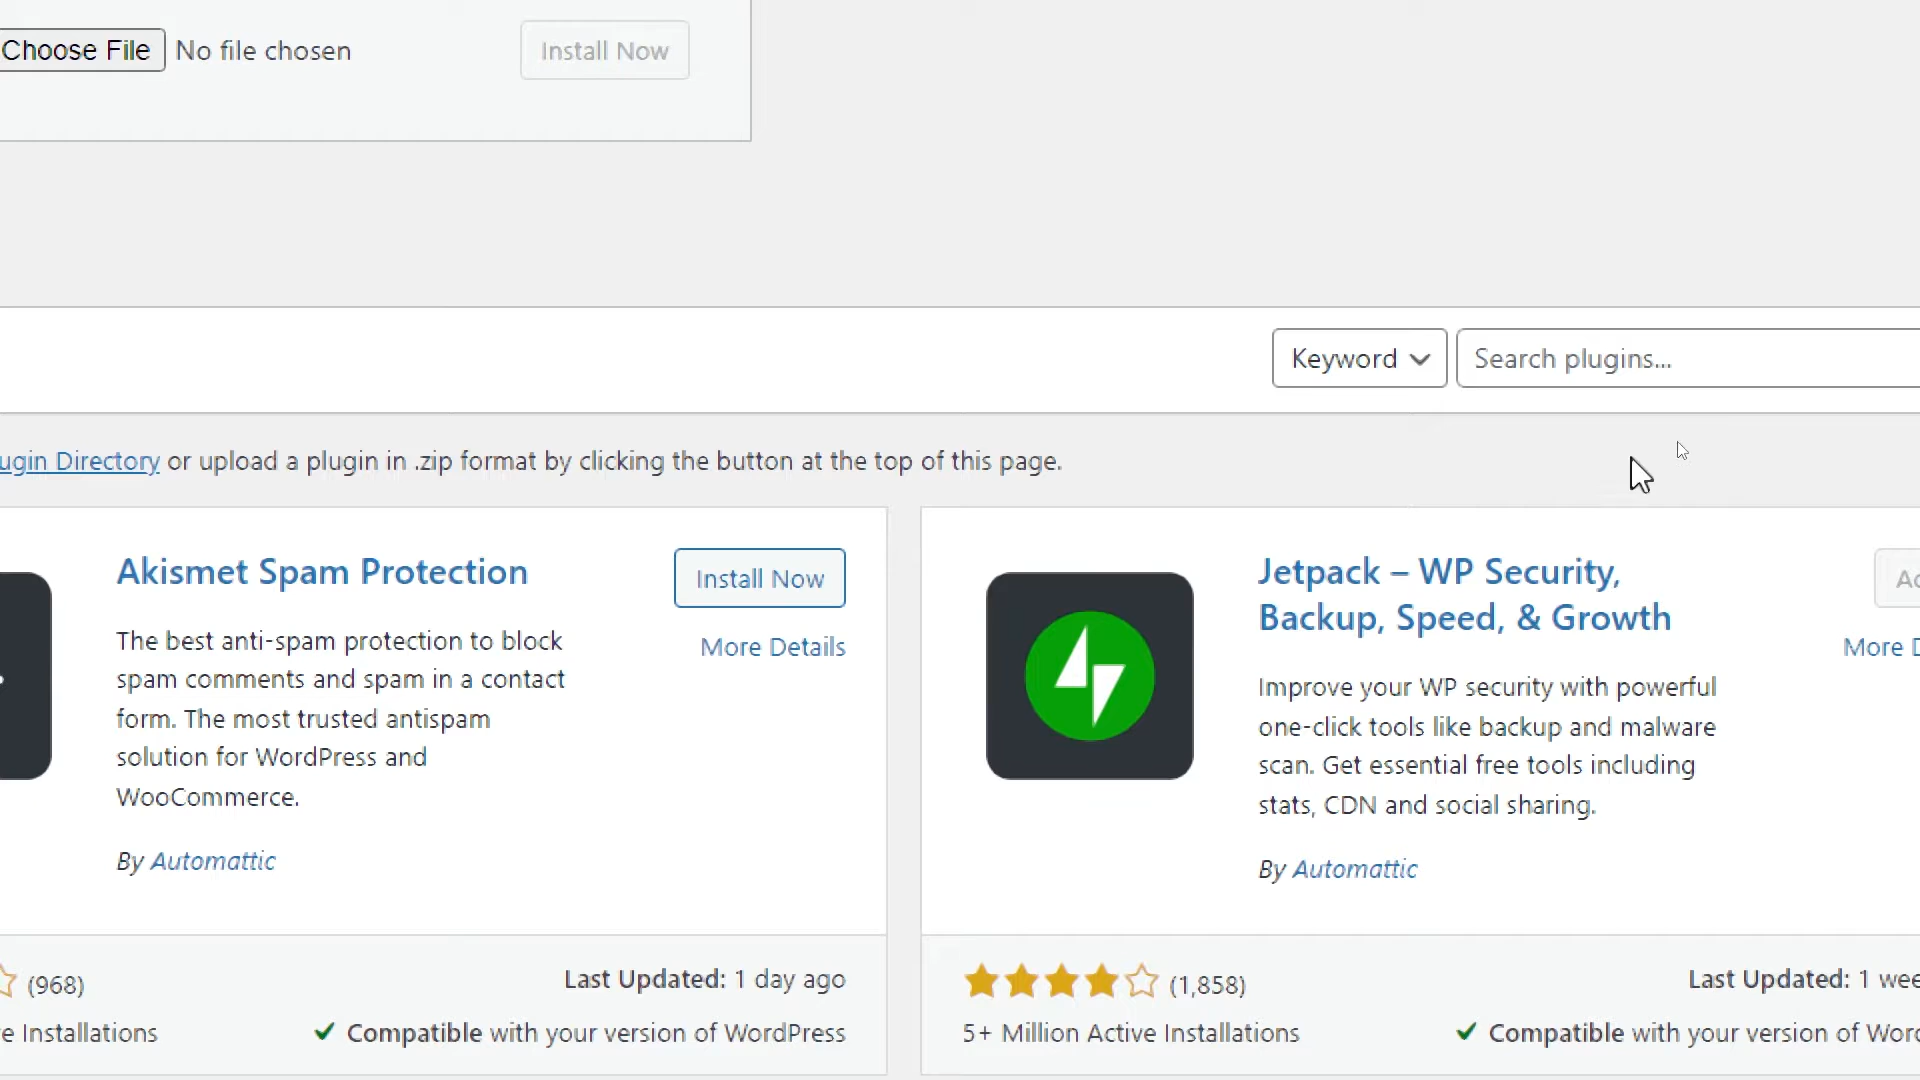 Choose File No file chosen Install Now
Keyword Search plugins...
ugin Directory or upload a plugin in .zip format by clicking the button at the top of this page.
Akismet Spam Protection
Install Now
More Details
The best anti-spam protection to block
spam comments and spam in a contact
form. The most trusted antispam
solution for WordPress and
WooCommerce.
By Automattic
(968)
Last Updated: 1 day ago
e Installations
Compatible with your version of WordPress
Jetpack – WP Security,
Backup, Speed, & Growth
Ac
More D
Improve your WP security with powerful
one-click tools like backup and malware
scan. Get essential free tools including
stats, CDN and social sharing.
By Automattic
(1,858)
Last Updated: 1 wee
5+ Million Active Installations
Compatible with your version of Wor